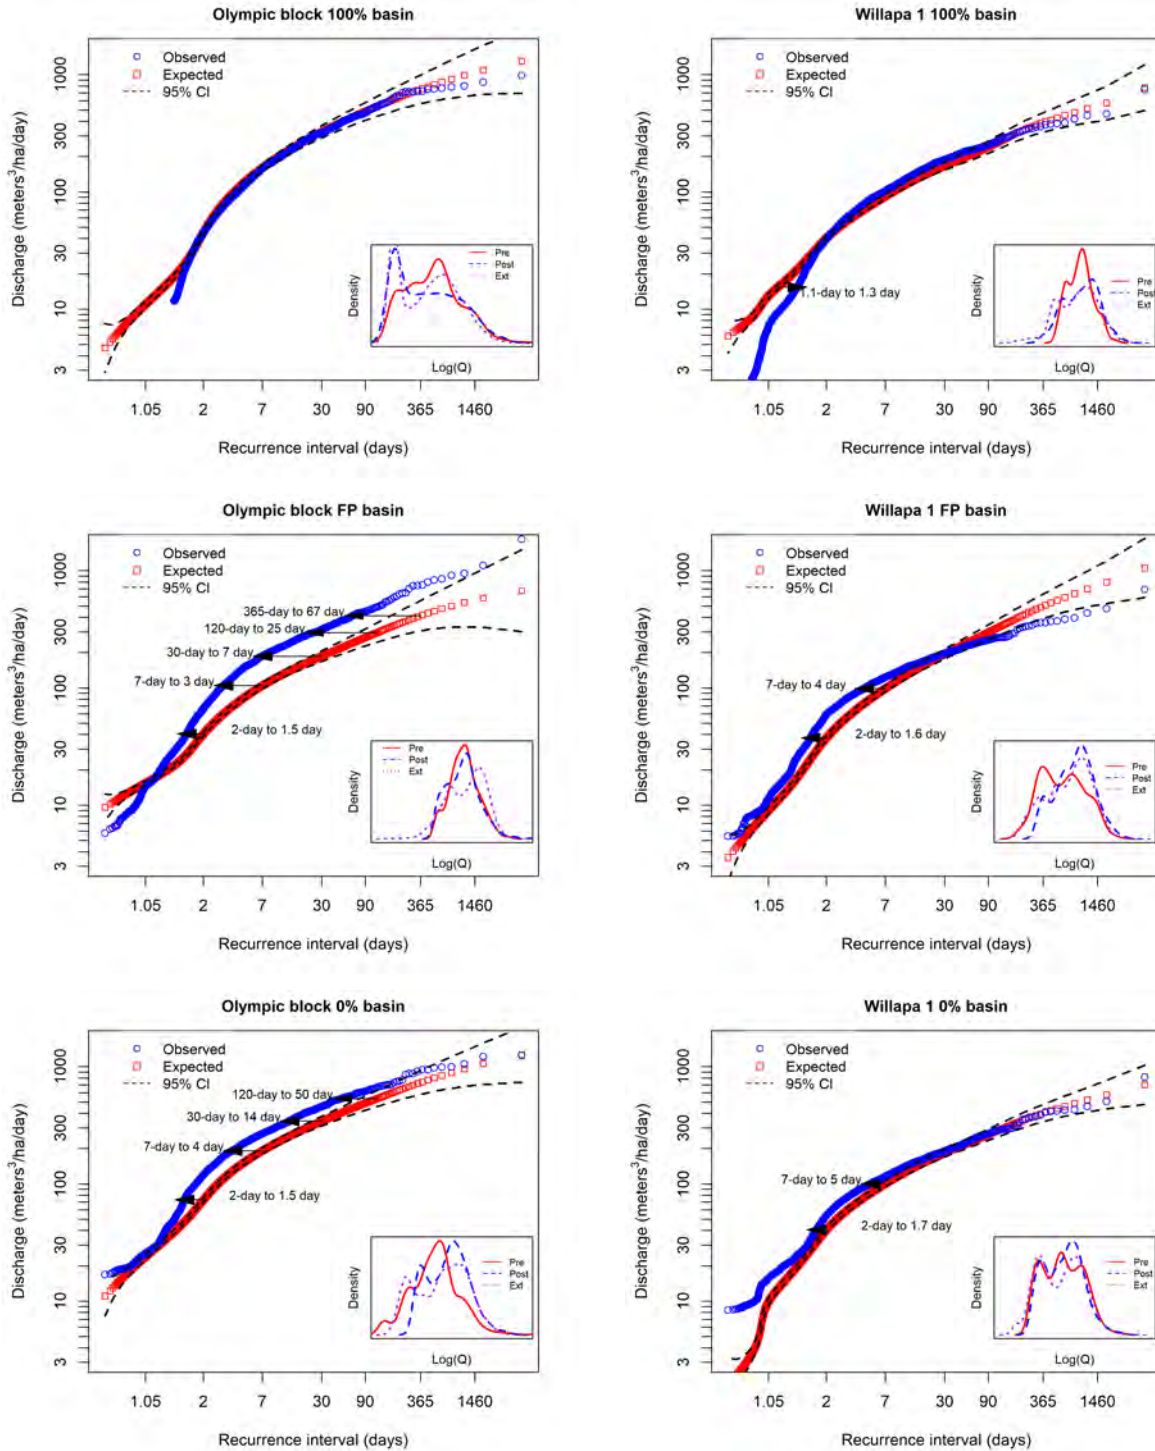 Olympic block 100% basin
Observed
Expected
95% CI
1000
300
100
30
10
3
Discharge (meters³/ha/day)
Pre
Post
Ext
Density
Log(Q)
1.05 2 7 30 90 365 1460
Recurrence interval (days)
Willapa 1 100% basin
Observed
Expected
95% CI
1000
300
100
30
10
3
Discharge (meters³/ha/day)
1.1-day to 1.3 day
Pre
Post
Ext
Density
Log(Q)
1.05 2 7 30 90 365 1460
Recurrence interval (days)
Olympic block FP basin
Observed
Expected
95% CI
1000
300
100
30
10
3
Discharge (meters³/ha/day)
365-day to 67 day
120-day to 25 day
30-day to 7 day
7-day to 3 day
2-day to 1.5 day
Pre
Post
Ext
Density
Log(Q)
1.05 2 7 30 90 365 1460
Recurrence interval (days)
Willapa 1 FP basin
Observed
Expected
95% CI
1000
300
100
30
10
3
Discharge (meters³/ha/day)
7-day to 4 day
2-day to 1.6 day
Pre
Post
Ext
Density
Log(Q)
1.05 2 7 30 90 365 1460
Recurrence interval (days)
Olympic block 0% basin
Observed
Expected
95% CI
1000
300
100
30
10
3
Discharge (meters³/ha/day)
120-day to 50 day
30-day to 14 day
7-day to 4 day
2-day to 1.5 day
Pre
Post
Ext
Density
Log(Q)
1.05 2 7 30 90 365 1460
Recurrence interval (days)
Willapa 1 0% basin
Observed
Expected
95% CI
1000
300
100
30
10
3
Discharge (meters³/ha/day)
7-day to 5 day
2-day to 1.7 day
Pre
Post
Ext
Density
Log(Q)
1.05 2 7 30 90 365 1460
Recurrence interval (days)